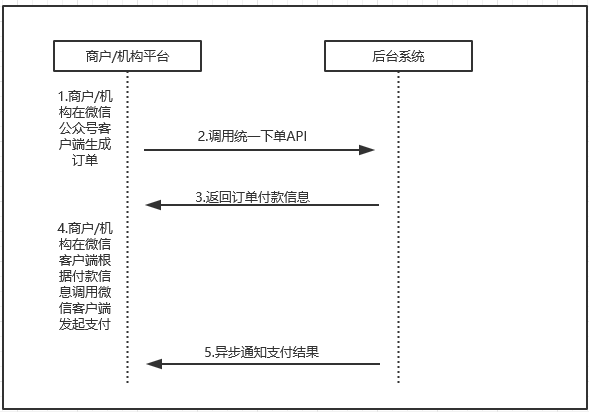 商户/机构平台
后台系统
1.商户/机
构在微信
公众号客
户端生成
订单
2.调用统一下单API
3.返回订单付款信息
4.商户/机
构在微信
客户端根
据付款信
息调用微
信客户端
发起支付
5.异步通知支付结果